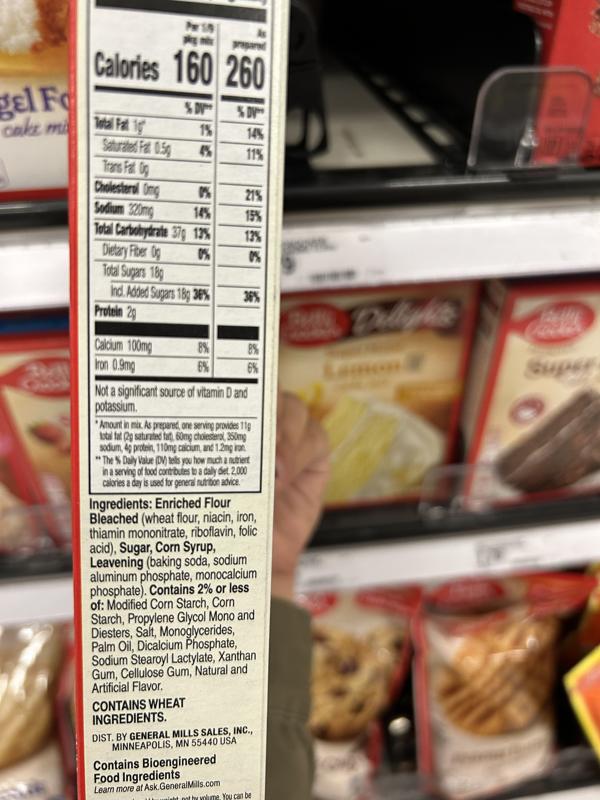 Per 1/9 pkg mix
As prepared
Calories 160 260
% DV** % DV**
Total Fat 1g* 1% 14%
Saturated Fat 0.5g 4% 11%
Trans Fat 0g
Cholesterol 0mg 0% 21%
Sodium 320mg 14% 15%
Total Carbohydrate 37g 13% 13%
Dietary Fiber 0g 0% 0%
Total Sugars 18g
Incl. Added Sugars 18g 36% 36%
Protein 2g
Calcium 100mg 8% 8%
Iron 0.9mg 6% 6%
Not a significant source of vitamin D and
potassium.
* Amount in mix. As prepared, one serving provides 11g
total fat (2g saturated fat), 60mg cholesterol, 350mg
sodium, 4g protein, 110mg calcium, and 1.2mg iron.
** The % Daily Value (DV) tells you how much a nutrient
in a serving of food contributes to a daily diet. 2,000
calories a day is used for general nutrition advice.
Ingredients: Enriched Flour
Bleached (wheat flour, niacin, iron,
thiamin mononitrate, riboflavin, folic
acid), Sugar, Corn Syrup,
Leavening (baking soda, sodium
aluminum phosphate, monocalcium
phosphate). Contains 2% or less
of: Modified Corn Starch, Corn
Starch, Propylene Glycol Mono and
Diesters, Salt, Monoglycerides,
Palm Oil, Dicalcium Phosphate,
Sodium Stearoyl Lactylate, Xanthan
Gum, Cellulose Gum, Natural and
Artificial Flavor.
CONTAINS WHEAT
INGREDIENTS.
DIST. BY GENERAL MILLS SALES, INC.,
MINNEAPOLIS, MN 55440 USA
Contains Bioengineered
Food Ingredients
Learn more at Ask.GeneralMills.com
not by volume. You can be
cake
Betty Crocker
Delights
Lemon
Betty Crocker
Super